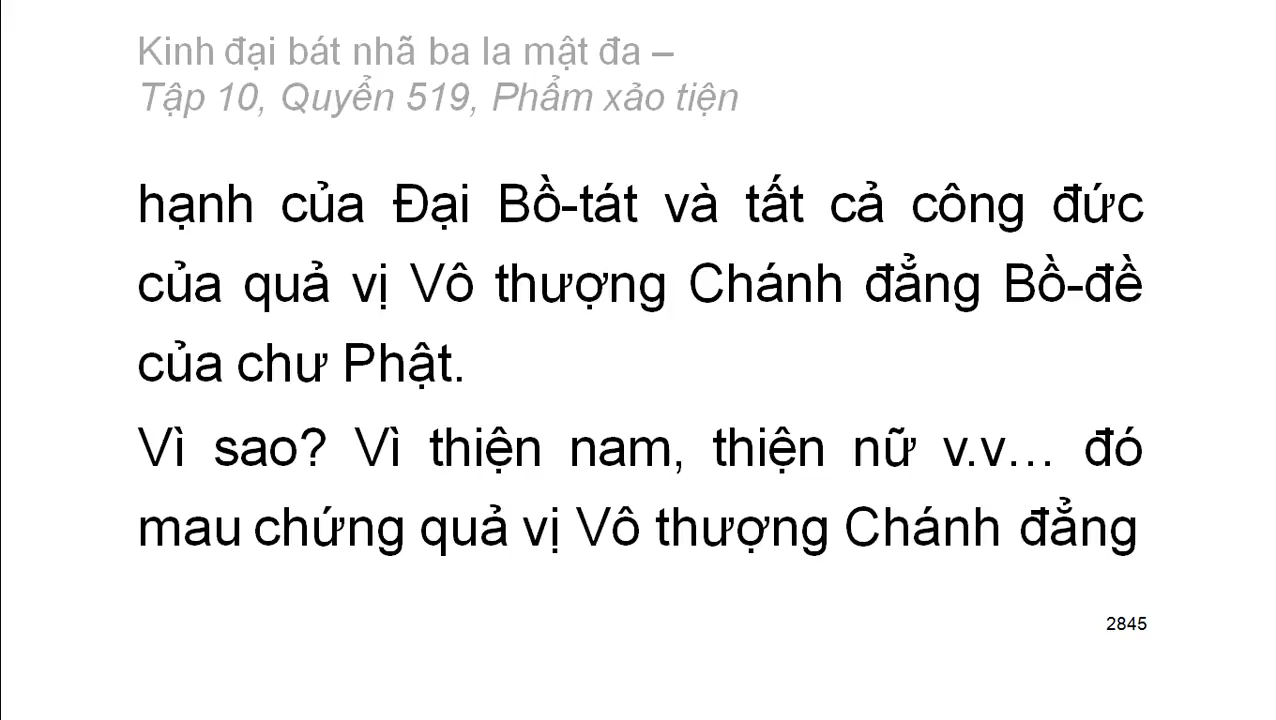 Kinh đại bát nhã ba la mật đa –
Tập 10, Quyển 519, Phẩm xảo tiện
hạnh của Đại Bồ-tát và tất cả công đức
của quả vị Vô thượng Chánh đẳng Bồ-đề
của chư Phật.
Vì sao? Vì thiện nam, thiện nữ v.v… đó
mau chứng quả vị Vô thượng Chánh đẳng
2845